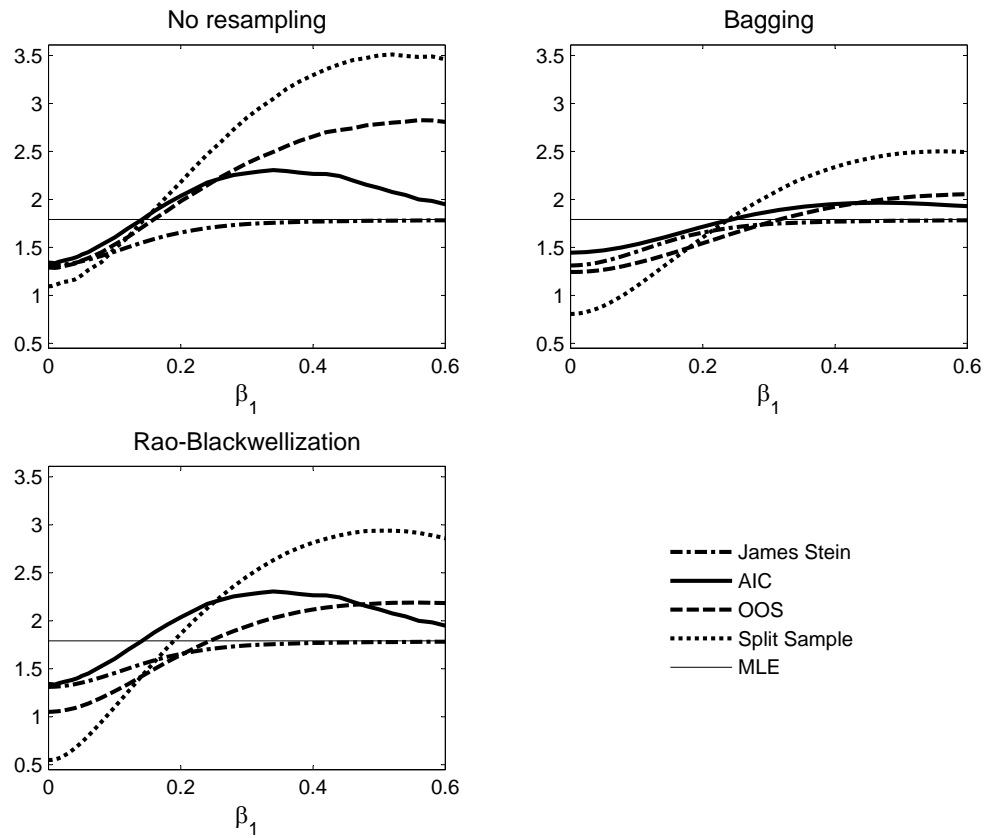 No resampling
3.5
3
2.5
2
1.5
1
0.5
0 0.2 0.4 0.6
β1
Bagging
3.5
3
2.5
2
1.5
1
0.5
0 0.2 0.4 0.6
β1
Rao-Blackwellization
3.5
3
2.5
2
1.5
1
0.5
0 0.2 0.4 0.6
β1
James Stein
AIC
OOS
Split Sample
MLE